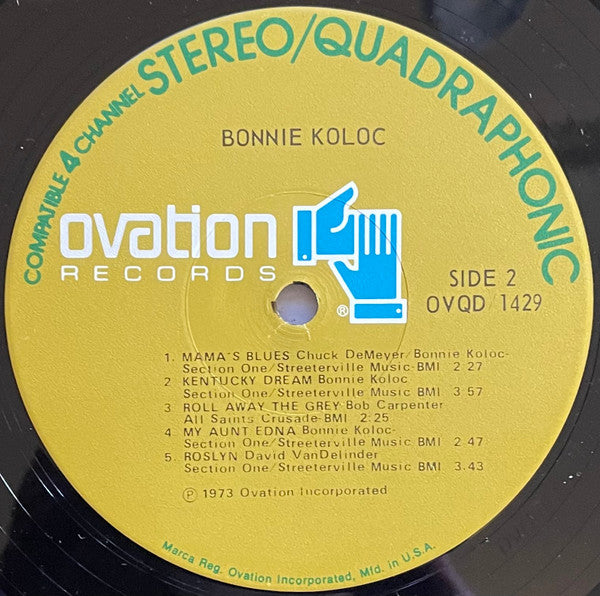 COMPATIBLE 4 CHANNEL STEREO/QUADRAPHONIC
BONNIE KOLOC
ovation
RECORDS
®
SIDE 2
OVQD 1429
1. MAMA'S BLUES Chuck DeMeyer/Bonnie Koloc-
Section One/Streeterville Music-BMI 2:27
2. KENTUCKY DREAM Bonnie Koloc
Section One/Streeterville Music BMI 3:57
3. ROLL AWAY THE GREY Bob Carpenter
All Saints Crusade-BMI 2:25
4. MY AUNT EDNA Bonnie Koloc-
Section One/Streeterville Music BMI 2:47
5. ROSLYN David VanDelinder
Section One/Streeterville Music BMI 3:43
Ⓟ 1973 Ovation Incorporated
Marca Reg. Ovation Incorporated, Mfd. in U.S.A.